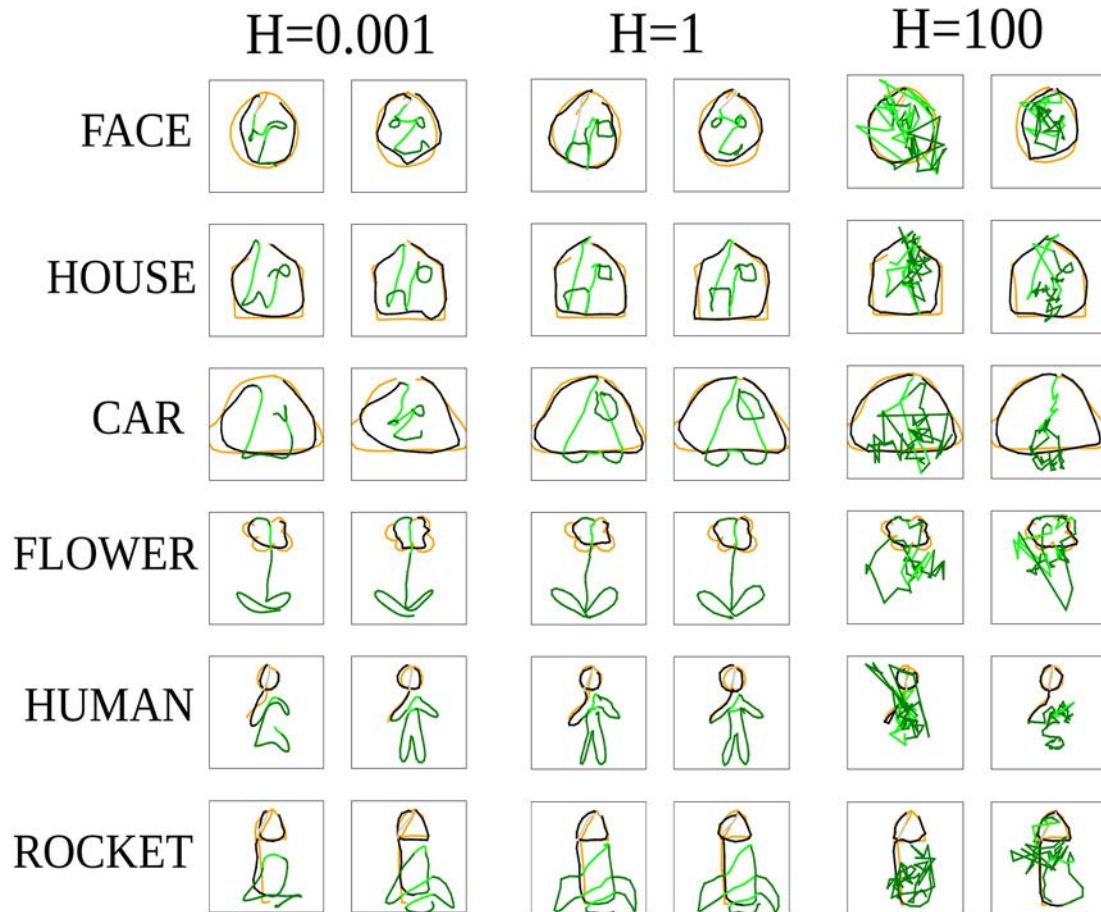 H=0.001 H=1 H=100
FACE
HOUSE
CAR
FLOWER
HUMAN
ROCKET